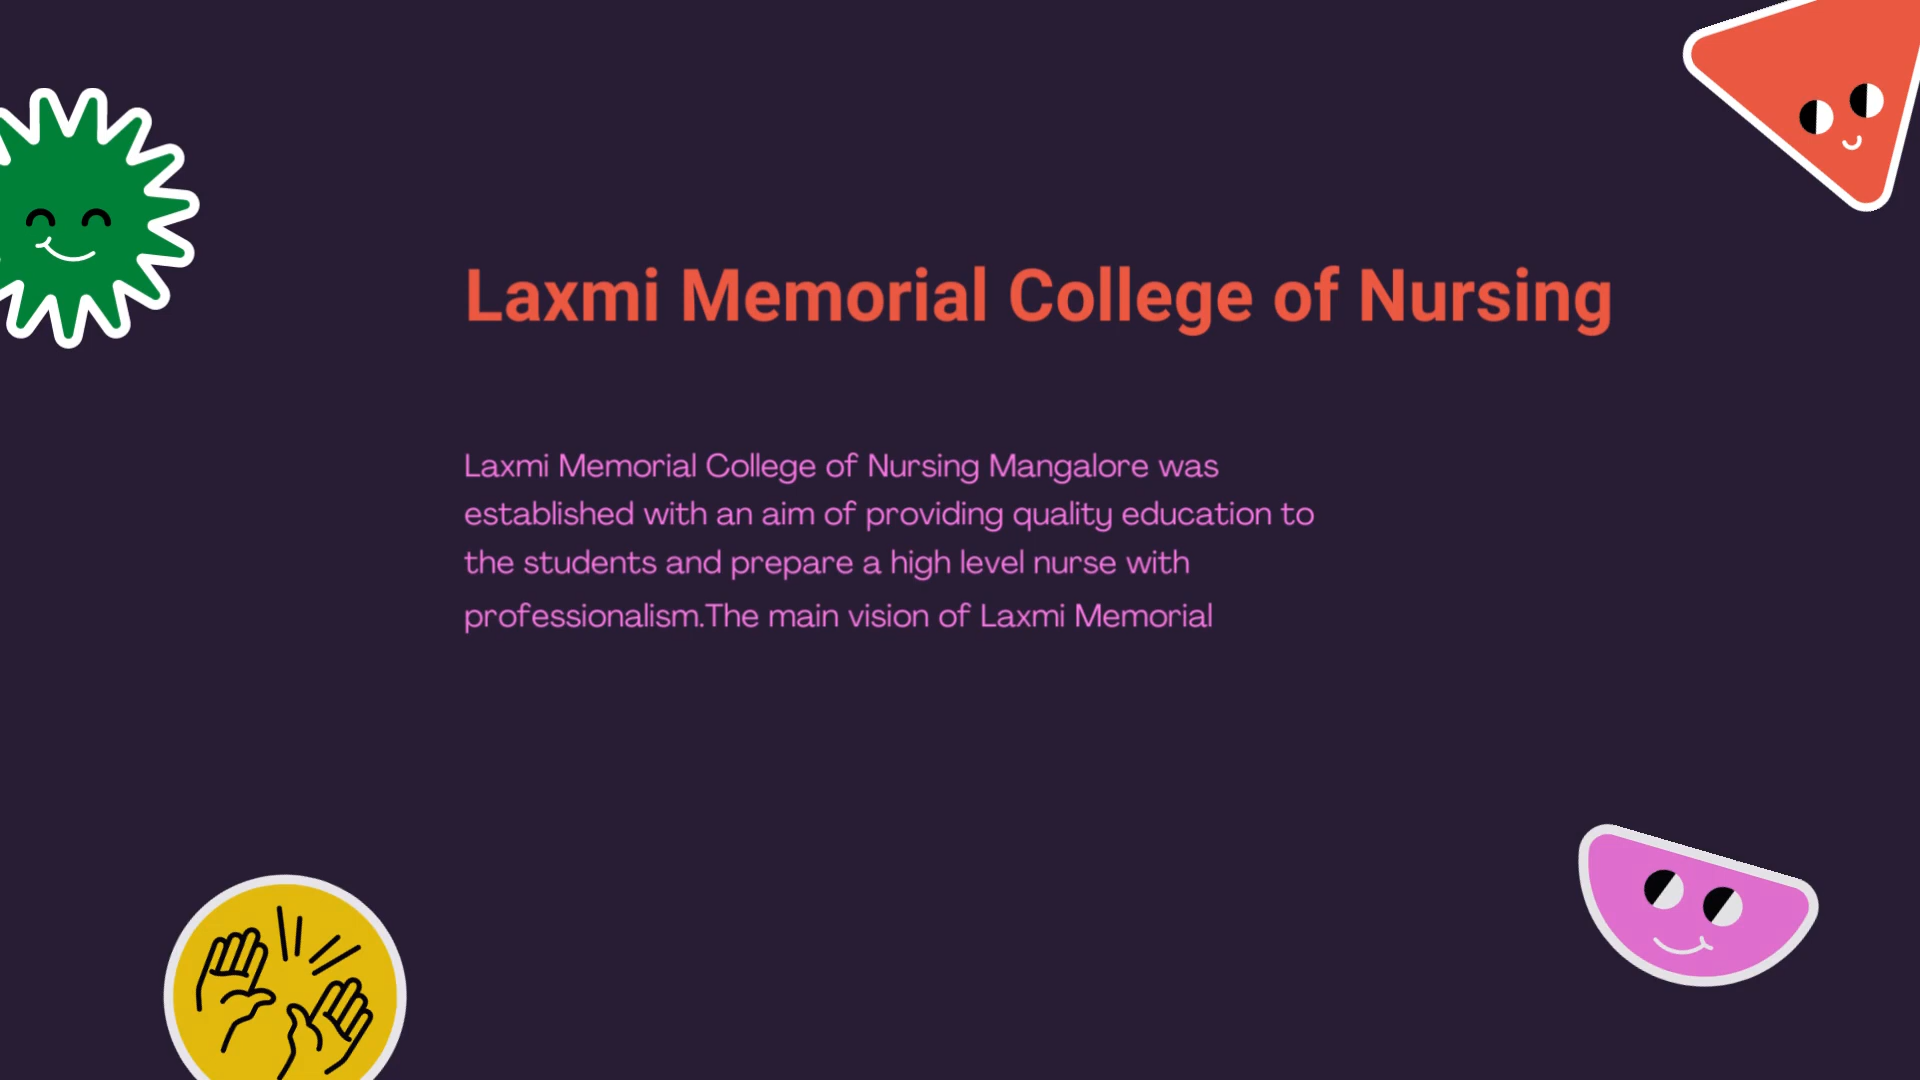 Laxmi Memorial College of Nursing
Laxmi Memorial College of Nursing Mangalore was
established with an aim of providing quality education to
the students and prepare a high level nurse with
professionalism.The main vision of Laxmi Memorial